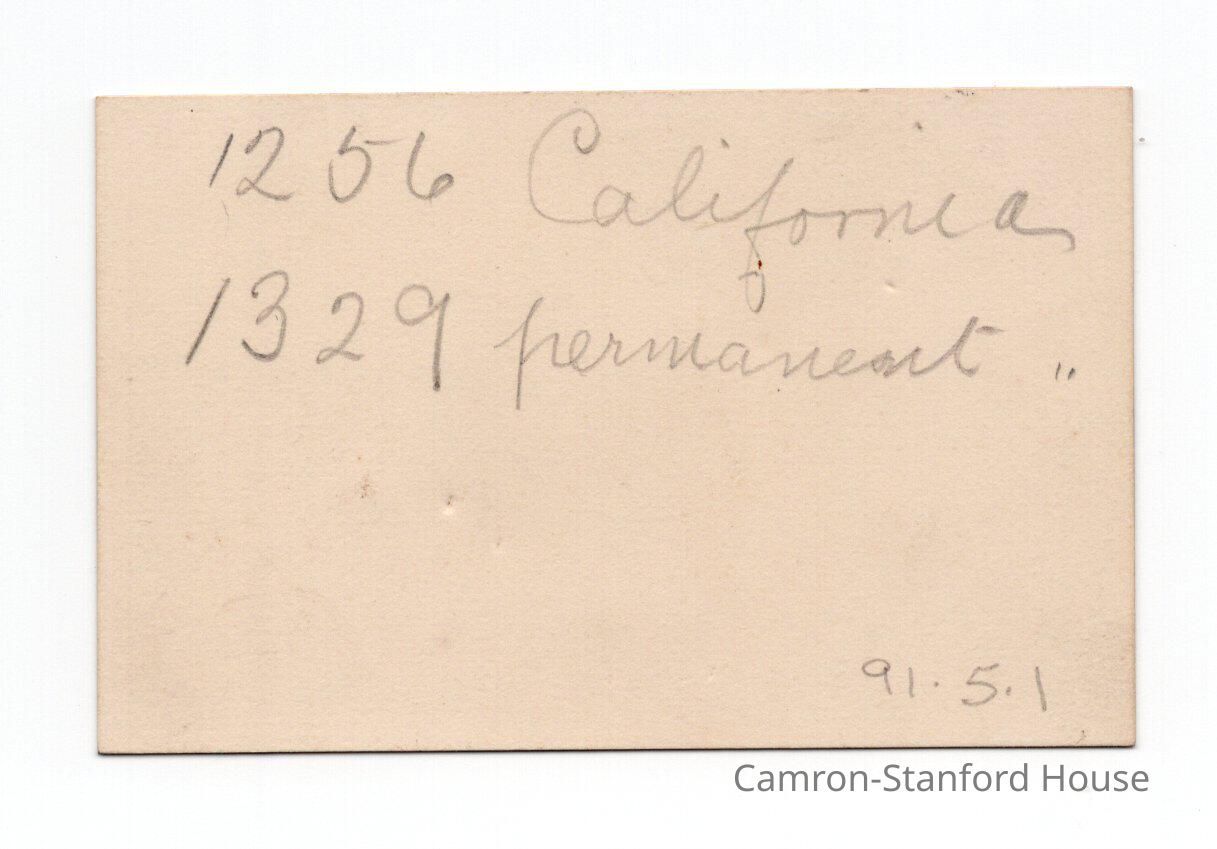 1256 California
1329 permanent "
91.5.1
Camron-Stanford House